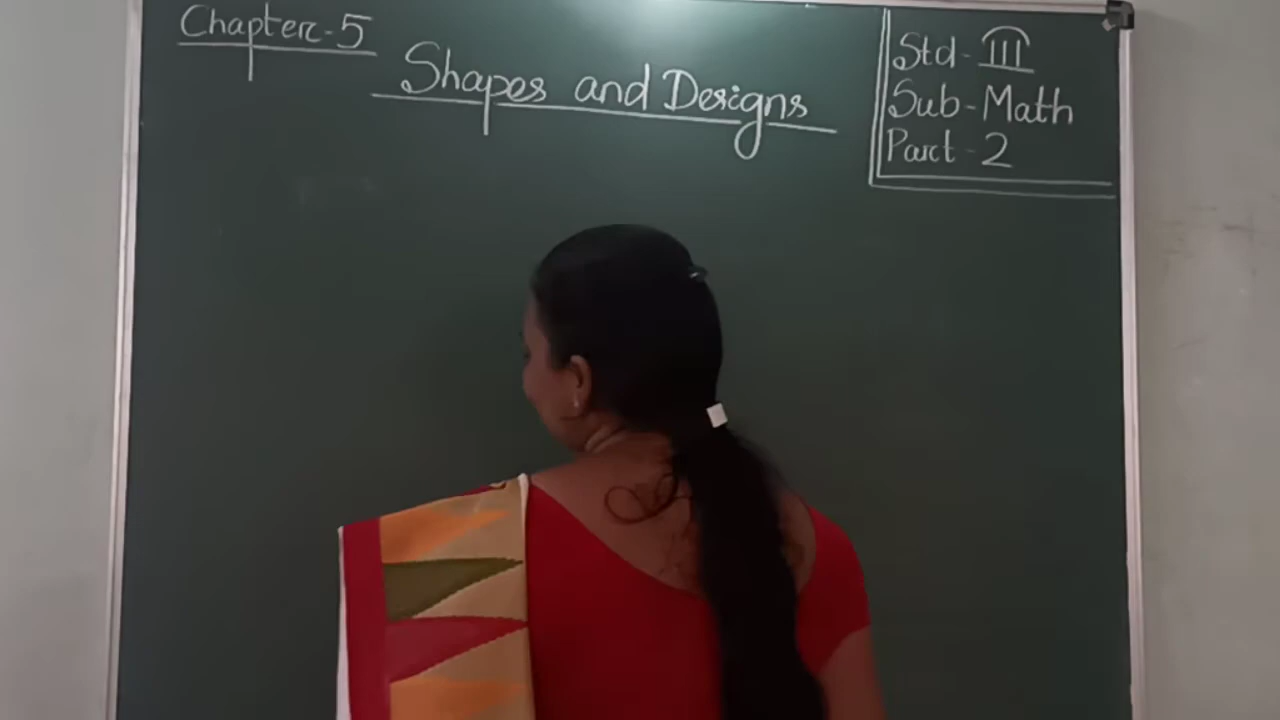 Chapter-5
Shapes and Designs
Std-III
Sub-Math
Part-2